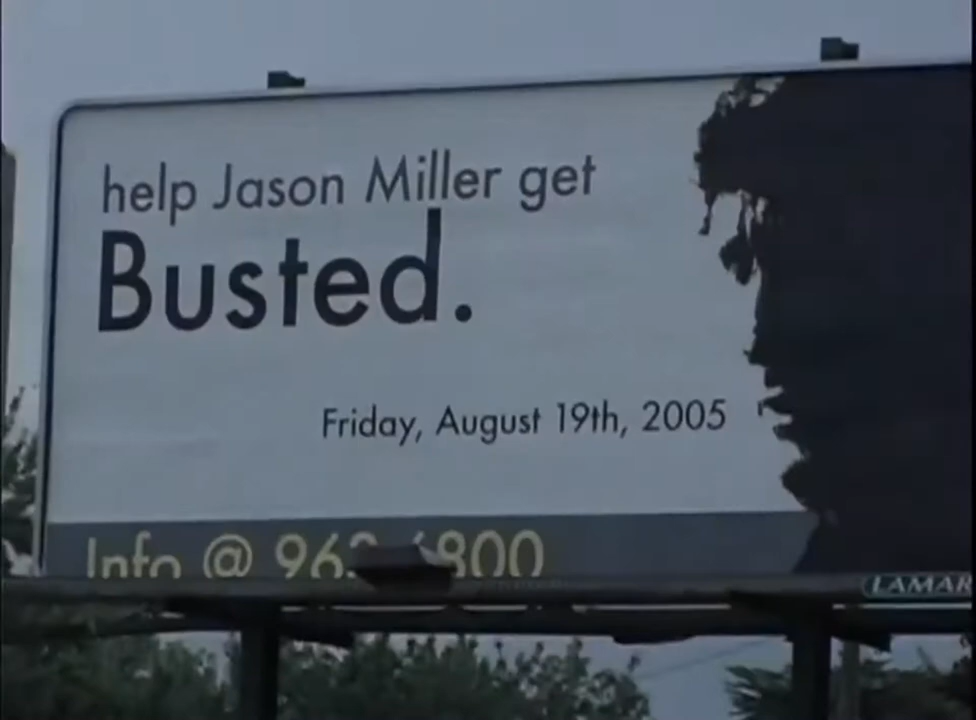 help Jason Miller get
Busted.
Friday, August 19th, 2005
Info @
LAMAR